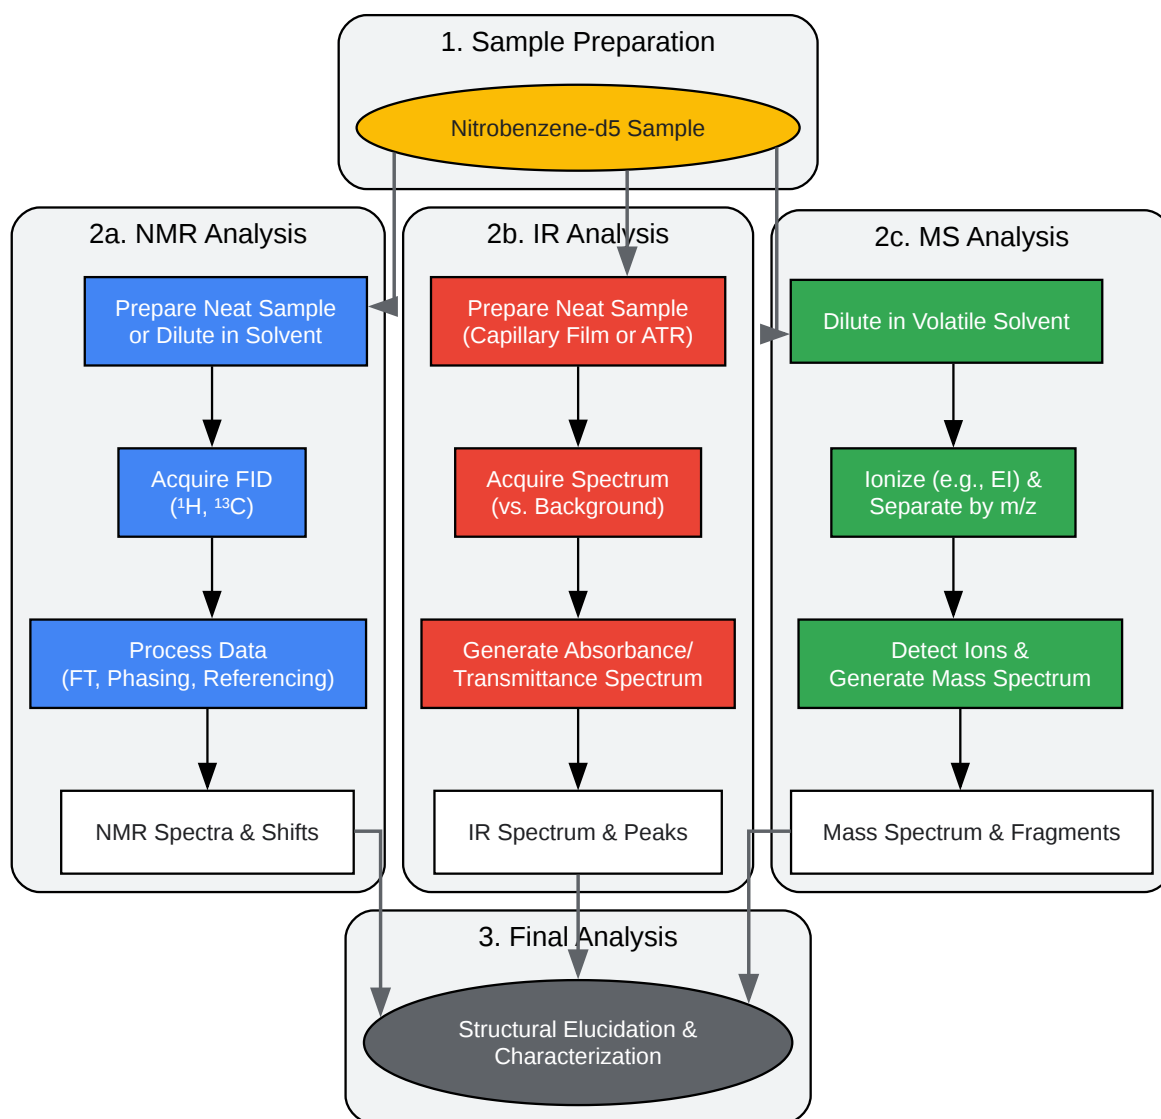 1. Sample Preparation
Nitrobenzene-d5 Sample
2a. NMR Analysis
Prepare Neat Sample
or Dilute in Solvent
Acquire FID
(¹H, ¹³C)
Process Data
(FT, Phasing, Referencing)
NMR Spectra & Shifts
2b. IR Analysis
Prepare Neat Sample
(Capillary Film or ATR)
Acquire Spectrum
(vs. Background)
Generate Absorbance/
Transmittance Spectrum
IR Spectrum & Peaks
2c. MS Analysis
Dilute in Volatile Solvent
Ionize (e.g., EI) &
Separate by m/z
Detect Ions &
Generate Mass Spectrum
Mass Spectrum & Fragments
3. Final Analysis
Structural Elucidation &
Characterization